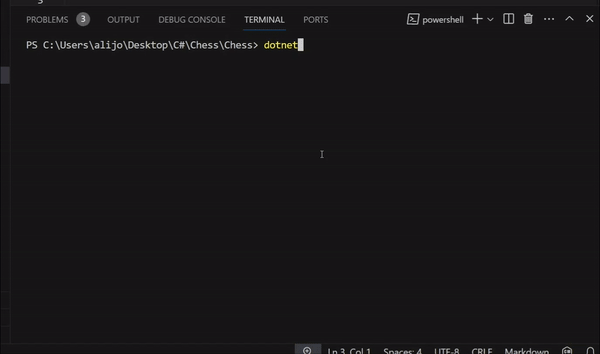 PROBLEMS 3 OUTPUT DEBUG CONSOLE TERMINAL PORTS powershell
PS C:\Users\alijo\Desktop\C#\Chess\Chess> dotnet
Ln 3, Col 1 Spaces: 4 UTF-8 CRLF Markdown